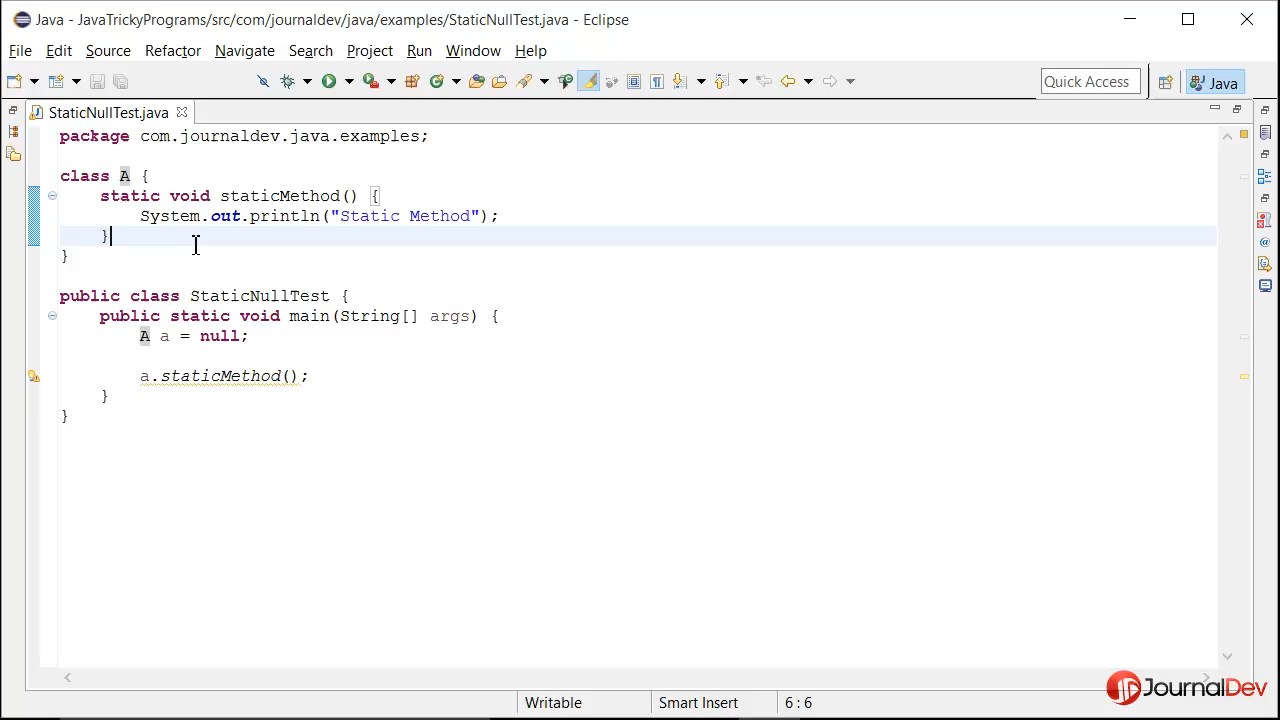 Java - JavaTrickyPrograms/src/com/journaldev/java/examples/StaticNullTest.java - Eclipse
File Edit Source Refactor Navigate Search Project Run Window Help
Quick Access Java
StaticNullTest.java
package com.journaldev.java.examples;
class A {
static void staticMethod() {
System.out.println("Static Method");
}
}
public class StaticNullTest {
public static void main(String[] args) {
A a = null;
a.staticMethod();
}
}
JournalDev
Writable Smart Insert 6 : 6